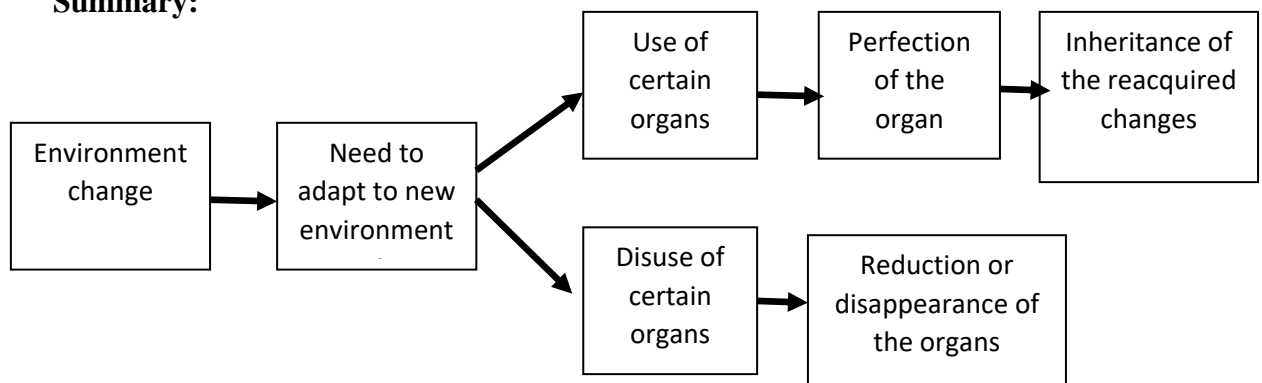 Summary:
Environment
change
Need to
adapt to new
environment
Use of
certain
organs
Perfection
of the
organ
Inheritance of
the reacquired
changes
Disuse of
certain
organs
Reduction or
disappearance of
the organs